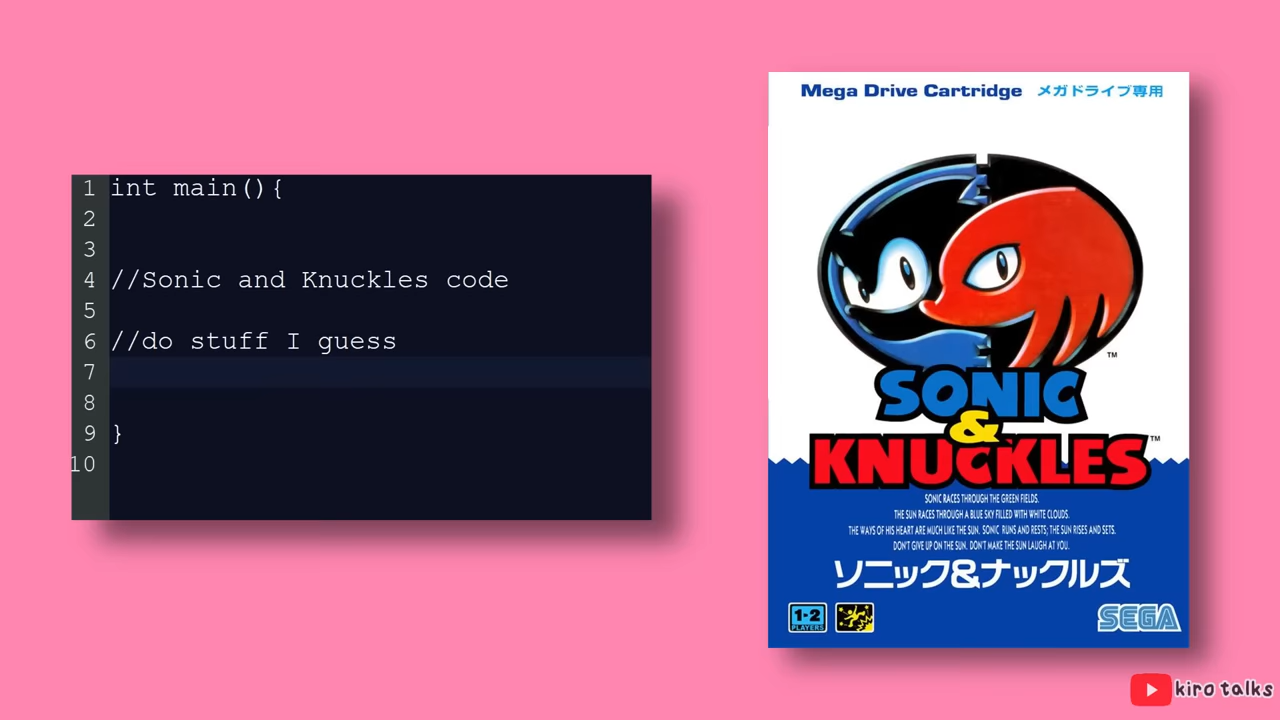 1 int main(){
2
3
4 //Sonic and Knuckles code
5
6 //do stuff I guess
7
8
9 }
10
Mega Drive Cartridge メガドライブ専用
SONIC
&
KNUCKLES
TM
TM
SONIC RACES THROUGH THE GREEN FIELDS.
THE SUN RACES THROUGH A BLUE SKY FILLED WITH WHITE CLOUDS.
THE WAYS OF HIS HEART ARE MUCH LIKE THE SUN. SONIC RUNS AND RESTS; THE SUN RISES AND SETS.
DON'T GIVE UP ON THE SUN. DON'T MAKE THE SUN LAUGH AT YOU.
ソニック&ナックルズ
1-2
PLAYERS
SEGA
kiro talks